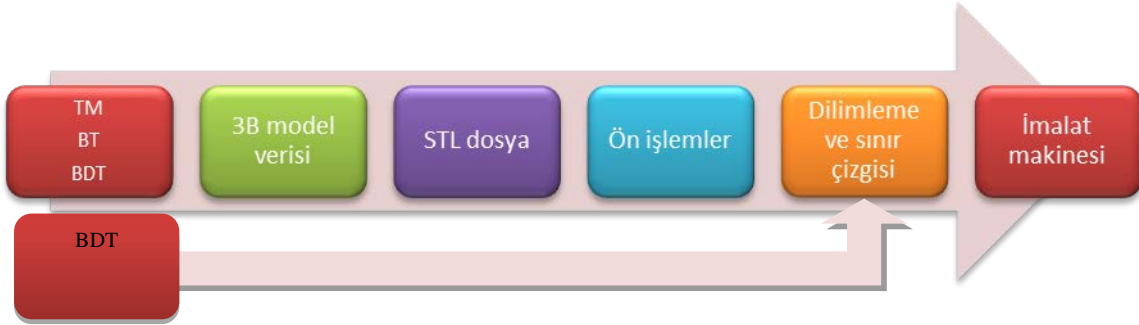 TM
BT
BDT
3B model
verisi
STL dosya
Ön işlemler
Dilimleme
ve sınır
çizgisi
İmalat
makinesi
BDT